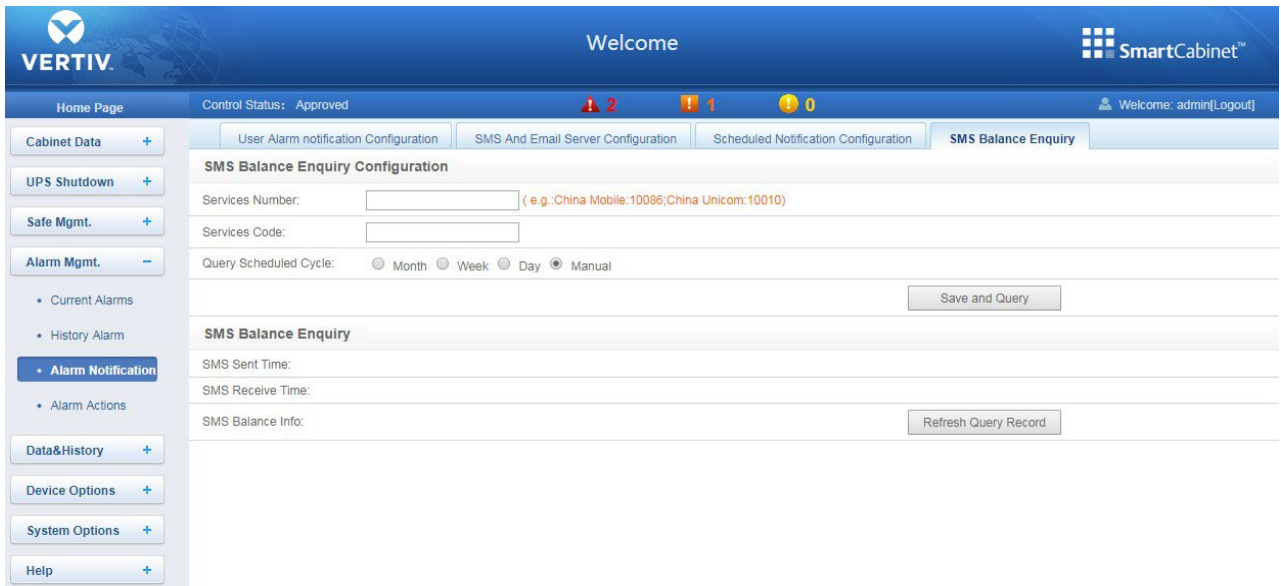 VERTIV.
Welcome
SmartCabinet™
Home Page
Control Status: Approved
2
1
0
Welcome: admin[Logout]
Cabinet Data +
UPS Shutdown +
Safe Mgmt. +
Alarm Mgmt. −
• Current Alarms
• History Alarm
• Alarm Notification
• Alarm Actions
Data&History +
Device Options +
System Options +
Help +
User Alarm notification Configuration
SMS And Email Server Configuration
Scheduled Notification Configuration
SMS Balance Enquiry
SMS Balance Enquiry Configuration
Services Number: ( e.g.:China Mobile:10086;China Unicom:10010)
Services Code:
Query Scheduled Cycle: Month Week Day Manual
Save and Query
SMS Balance Enquiry
SMS Sent Time:
SMS Receive Time:
SMS Balance Info:
Refresh Query Record